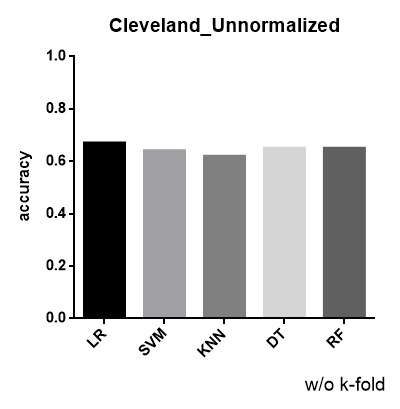 Cleveland_Unnormalized
1.0
0.8
0.6
0.4
0.2
0.0
accuracy
LR
SVM
KNN
DT
RF
w/o k-fold